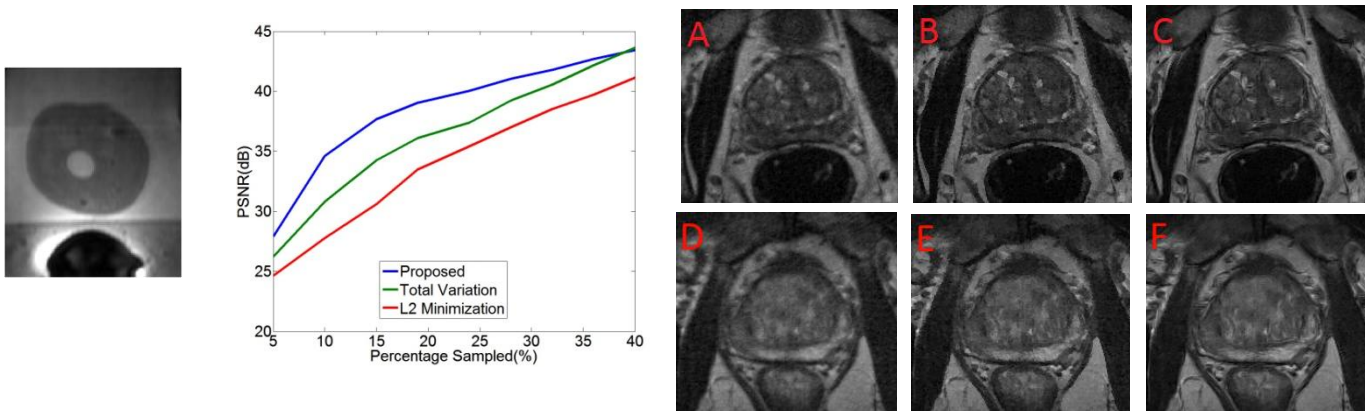 45
40
35
30
25
20
PSNR(dB)
Proposed
Total Variation
L2 Minimization
5 10 15 20 25 30 35 40
Percentage Sampled(%)
A B C
D E F